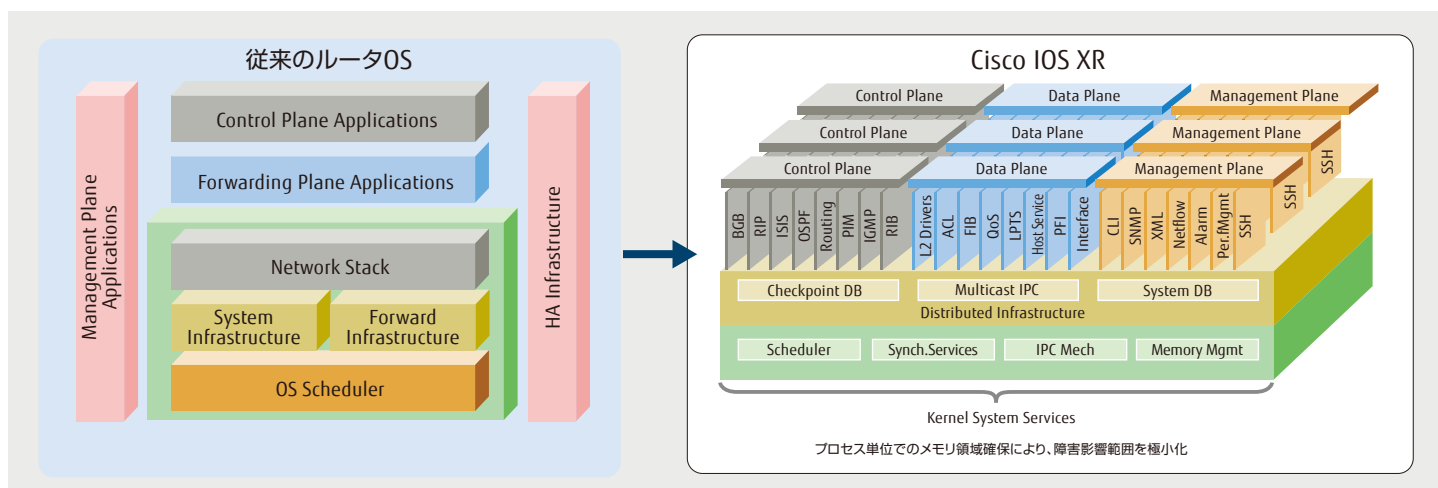 従来のルータOS
Management Plane
Applications
Control Plane Applications
Forwarding Plane Applications
Network Stack
System
Infrastructure
Forward
Infrastructure
OS Scheduler
HA Infrastructure
Cisco IOS XR
Control Plane
Data Plane
Management Plane
Control Plane
Data Plane
Management Plane
Control Plane
Data Plane
Management Plane
BGB
RIP
ISIS
OSPF
Routing
PIM
IGMP
RIB
L2 Drivers
ACL
FIB
QoS
LPTS
Host Service
PFI
Interface
CLI
SNMP
XML
Netflow
Alarm
Per.fMgmt
SSH
SSH
SSH
Checkpoint DB
Multicast IPC
System DB
Distributed Infrastructure
Scheduler
Synch.Services
IPC Mech
Memory Mgmt
Kernel System Services
プロセス単位でのメモリ領域確保により、障害影響範囲を極小化